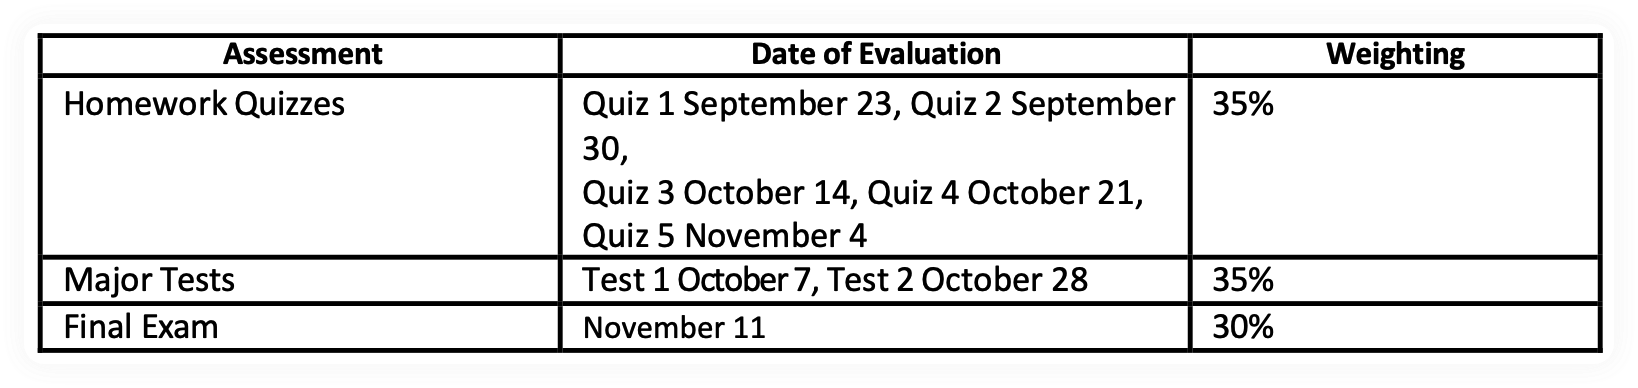 Assessment Date of Evaluation Weighting
Homework Quizzes Quiz 1 September 23, Quiz 2 September 35%
30,
Quiz 3 October 14, Quiz 4 October 21,
Quiz 5 November 4
Major Tests Test 1 October 7, Test 2 October 28 35%
Final Exam November 11 30%